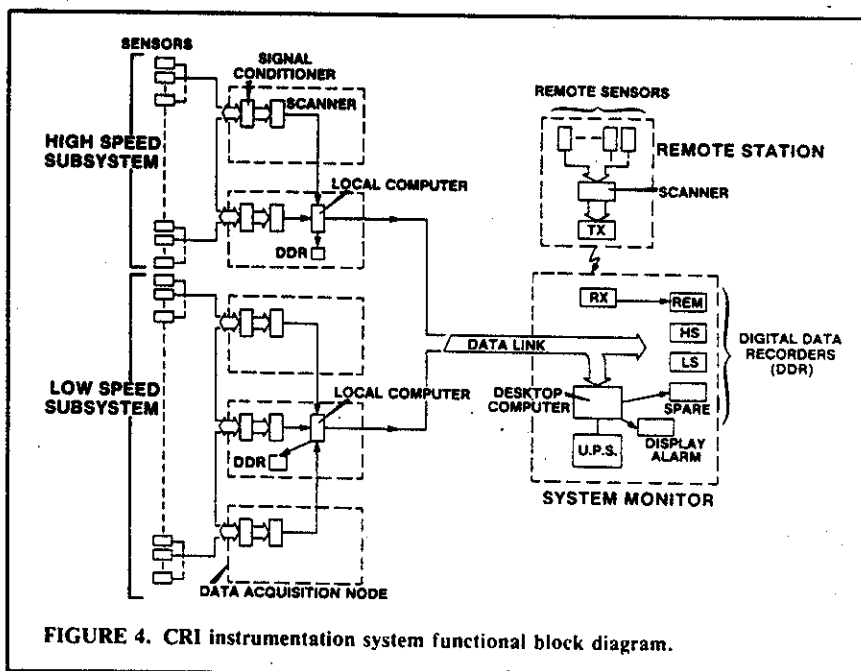 SENSORS
SIGNAL
CONDITIONER
SCANNER
HIGH SPEED
SUBSYSTEM
LOCAL COMPUTER
DDR
LOW SPEED
SUBSYSTEM
LOCAL COMPUTER
DDR
DATA ACQUISITION NODE
REMOTE SENSORS
REMOTE STATION
SCANNER
TX
RX
REM
HS
LS
DIGITAL DATA
RECORDERS
(DDR)
DATA LINK
DESKTOP
COMPUTER
SPARE
DISPLAY
ALARM
U.P.S.
SYSTEM MONITOR
FIGURE 4. CRI instrumentation system functional block diagram.